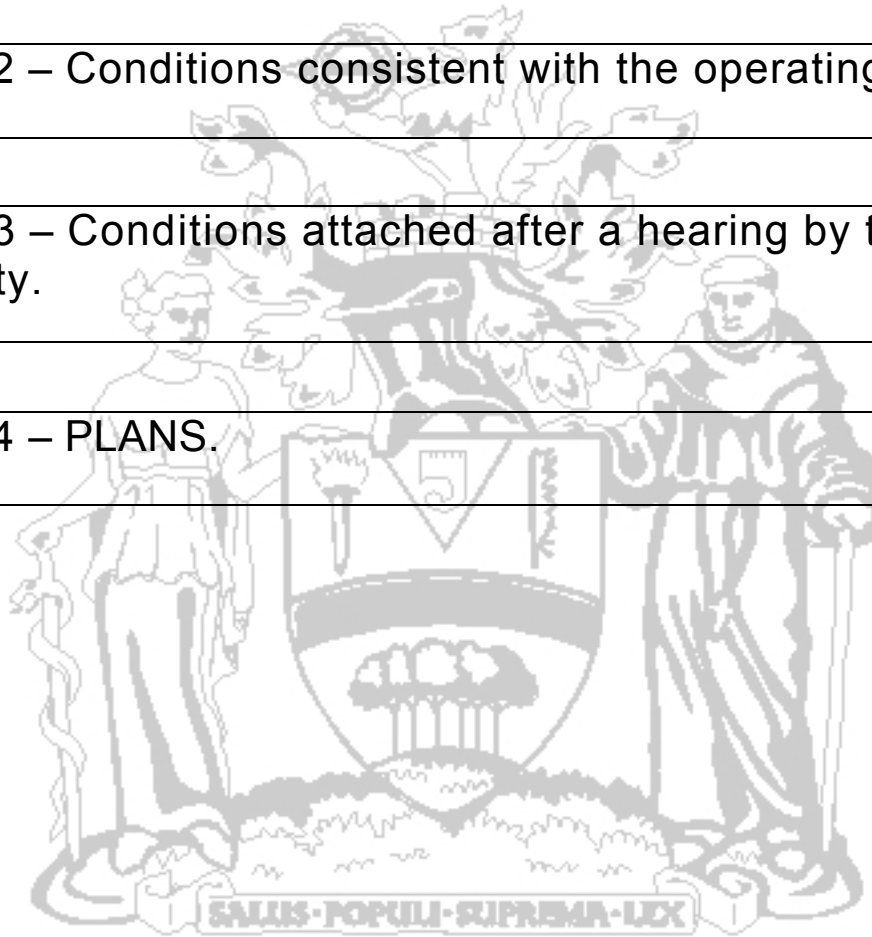 2 – Conditions consistent with the operating
3 – Conditions attached after a hearing by t
ty.
4 – PLANS.
SALUS·POPULI·SUPREMA·LEX